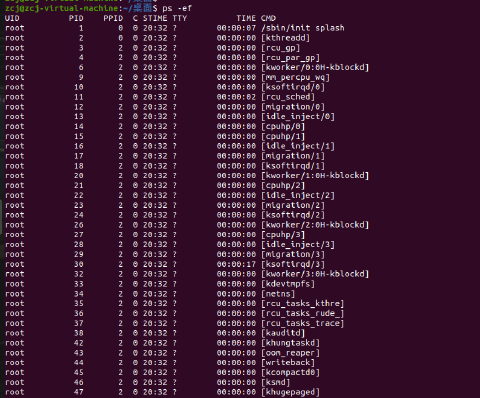 zcj@zcj-virtual-machine:~/桌面$ ps -ef
UID PID PPID C STIME TTY TIME CMD
root 1 0 0 20:32 ? 00:00:07 /sbin/init splash
root 2 0 0 20:32 ? 00:00:00 [kthreadd]
root 3 2 0 20:32 ? 00:00:00 [rcu_gp]
root 4 2 0 20:32 ? 00:00:00 [rcu_par_gp]
root 6 2 0 20:32 ? 00:00:00 [kworker/0:0H-kblockd]
root 9 2 0 20:32 ? 00:00:00 [mm_percpu_wq]
root 10 2 0 20:32 ? 00:00:00 [ksoftirqd/0]
root 11 2 0 20:32 ? 00:00:02 [rcu_sched]
root 12 2 0 20:32 ? 00:00:00 [migration/0]
root 13 2 0 20:32 ? 00:00:00 [idle_inject/0]
root 14 2 0 20:32 ? 00:00:00 [cpuhp/0]
root 15 2 0 20:32 ? 00:00:00 [cpuhp/1]
root 16 2 0 20:32 ? 00:00:00 [idle_inject/1]
root 17 2 0 20:32 ? 00:00:00 [migration/1]
root 18 2 0 20:32 ? 00:00:00 [ksoftirqd/1]
root 20 2 0 20:32 ? 00:00:00 [kworker/1:0H-kblockd]
root 21 2 0 20:32 ? 00:00:00 [cpuhp/2]
root 22 2 0 20:32 ? 00:00:00 [idle_inject/2]
root 23 2 0 20:32 ? 00:00:00 [migration/2]
root 24 2 0 20:32 ? 00:00:00 [ksoftirqd/2]
root 26 2 0 20:32 ? 00:00:00 [kworker/2:0H-kblockd]
root 27 2 0 20:32 ? 00:00:00 [cpuhp/3]
root 28 2 0 20:32 ? 00:00:00 [idle_inject/3]
root 29 2 0 20:32 ? 00:00:00 [migration/3]
root 30 2 0 20:32 ? 00:00:17 [ksoftirqd/3]
root 32 2 0 20:32 ? 00:00:00 [kworker/3:0H-kblockd]
root 33 2 0 20:32 ? 00:00:00 [kdevtmpfs]
root 34 2 0 20:32 ? 00:00:00 [netns]
root 35 2 0 20:32 ? 00:00:00 [rcu_tasks_kthre]
root 36 2 0 20:32 ? 00:00:00 [rcu_tasks_rude_]
root 37 2 0 20:32 ? 00:00:00 [rcu_tasks_trace]
root 38 2 0 20:32 ? 00:00:00 [kauditd]
root 42 2 0 20:32 ? 00:00:00 [khungtaskd]
root 43 2 0 20:32 ? 00:00:00 [oom_reaper]
root 44 2 0 20:32 ? 00:00:00 [writeback]
root 45 2 0 20:32 ? 00:00:00 [kcompactd0]
root 46 2 0 20:32 ? 00:00:00 [ksmd]
root 47 2 0 20:32 ? 00:00:00 [khugepaged]